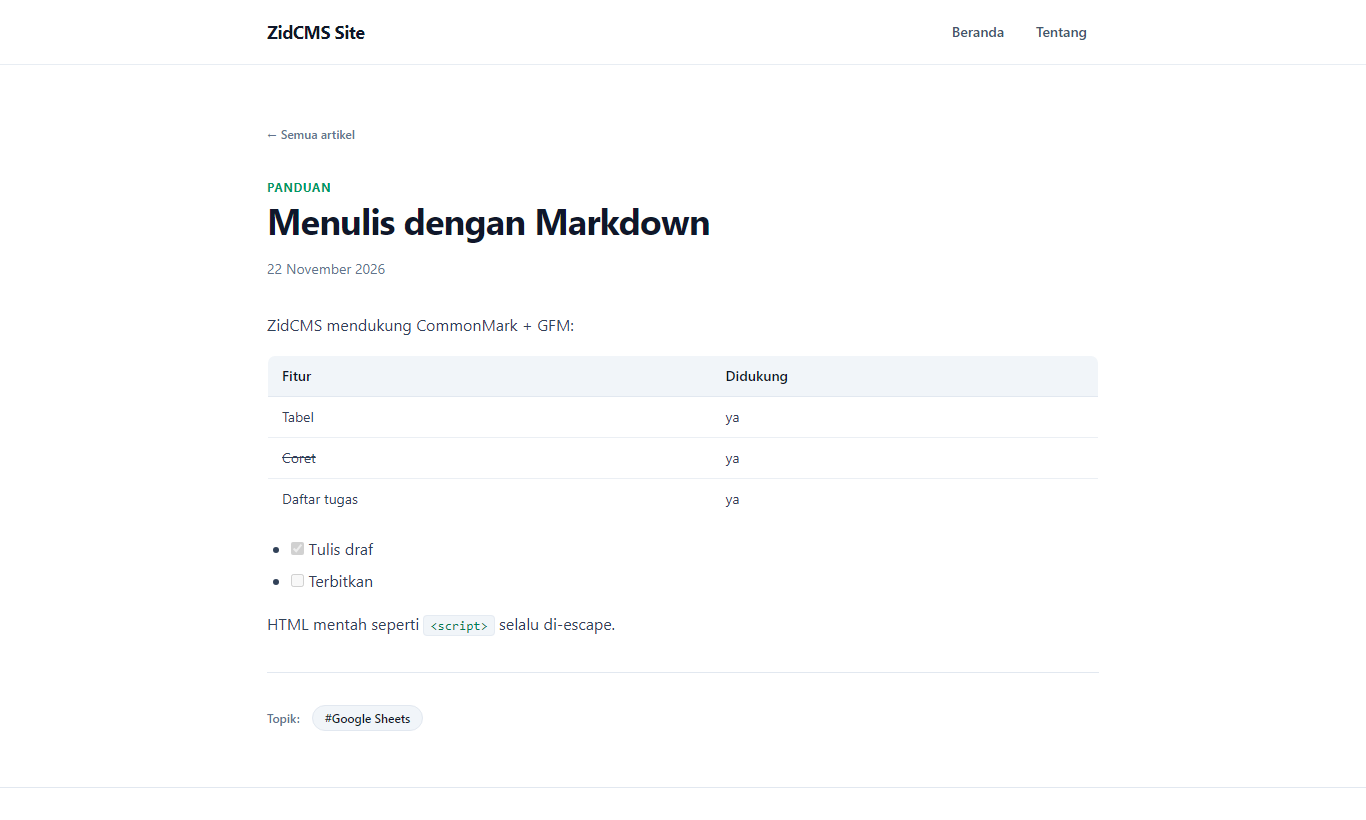 ZidCMS Site
Beranda Tentang
← Semua artikel
PANDUAN
Menulis dengan Markdown
22 November 2026
ZidCMS mendukung CommonMark + GFM:
Fitur Didukung
Tabel ya
Coret ya
Daftar tugas ya
Tulis draf
Terbitkan
HTML mentah seperti <script> selalu di-escape.
Topik: #Google Sheets